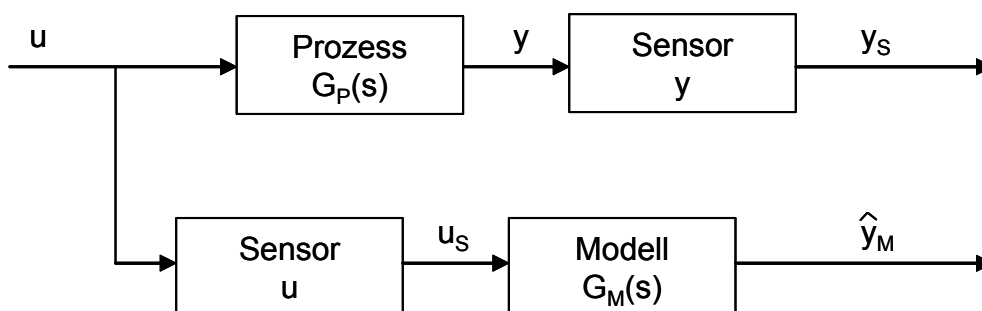 u
Prozess
G_P(s)
y
Sensor
y
y_S
Sensor
u
u_S
Modell
G_M(s)
ŷ_M